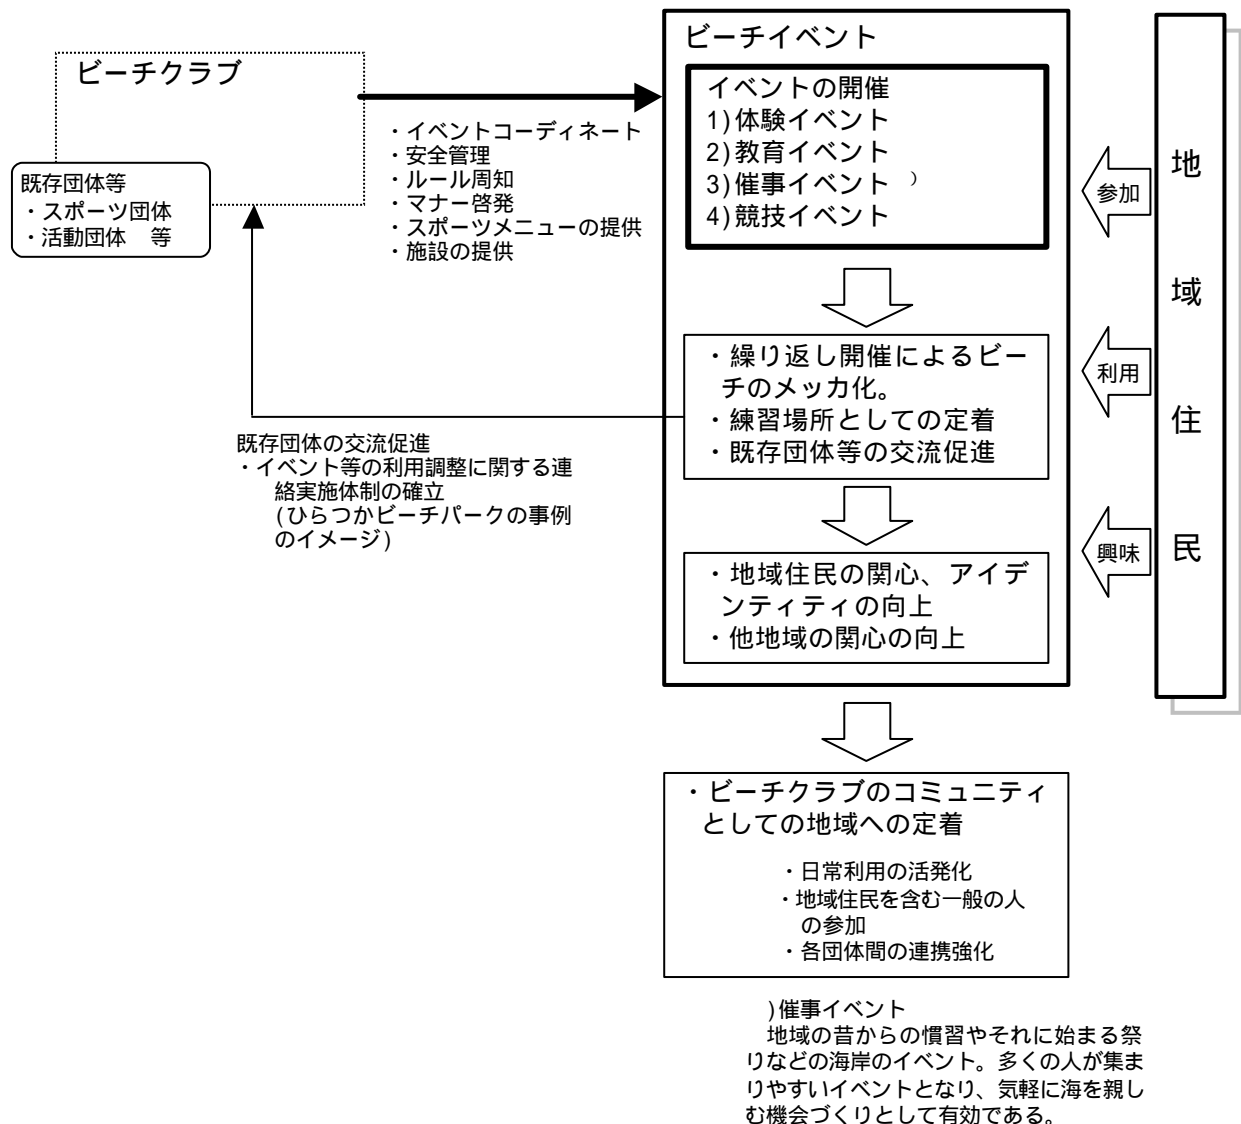 ビーチクラブ
既存団体等
・スポーツ団体
・活動団体　等
・イベントコーディネート
・安全管理
・ルール周知
・マナー啓発
・スポーツメニューの提供
・施設の提供
既存団体の交流促進
・イベント等の利用調整に関する連
絡実施体制の確立
(ひらつかビーチパークの事例
のイメージ)
ビーチイベント
イベントの開催
1)体験イベント
2)教育イベント
3)催事イベント　)
4)競技イベント
・繰り返し開催によるビー
チのメッカ化。
・練習場所としての定着
・既存団体等の交流促進
・地域住民の関心、アイデ
ンティティの向上
・他地域の関心の向上
参加
利用
興味
地域住民
・ビーチクラブのコミュニティ
としての地域への定着
・日常利用の活発化
・地域住民を含む一般の人
の参加
・各団体間の連携強化
)催事イベント
地域の昔からの慣習やそれに始まる祭
りなどの海岸のイベント。多くの人が集ま
りやすいイベントとなり、気軽に海を親し
む機会づくりとして有効である。